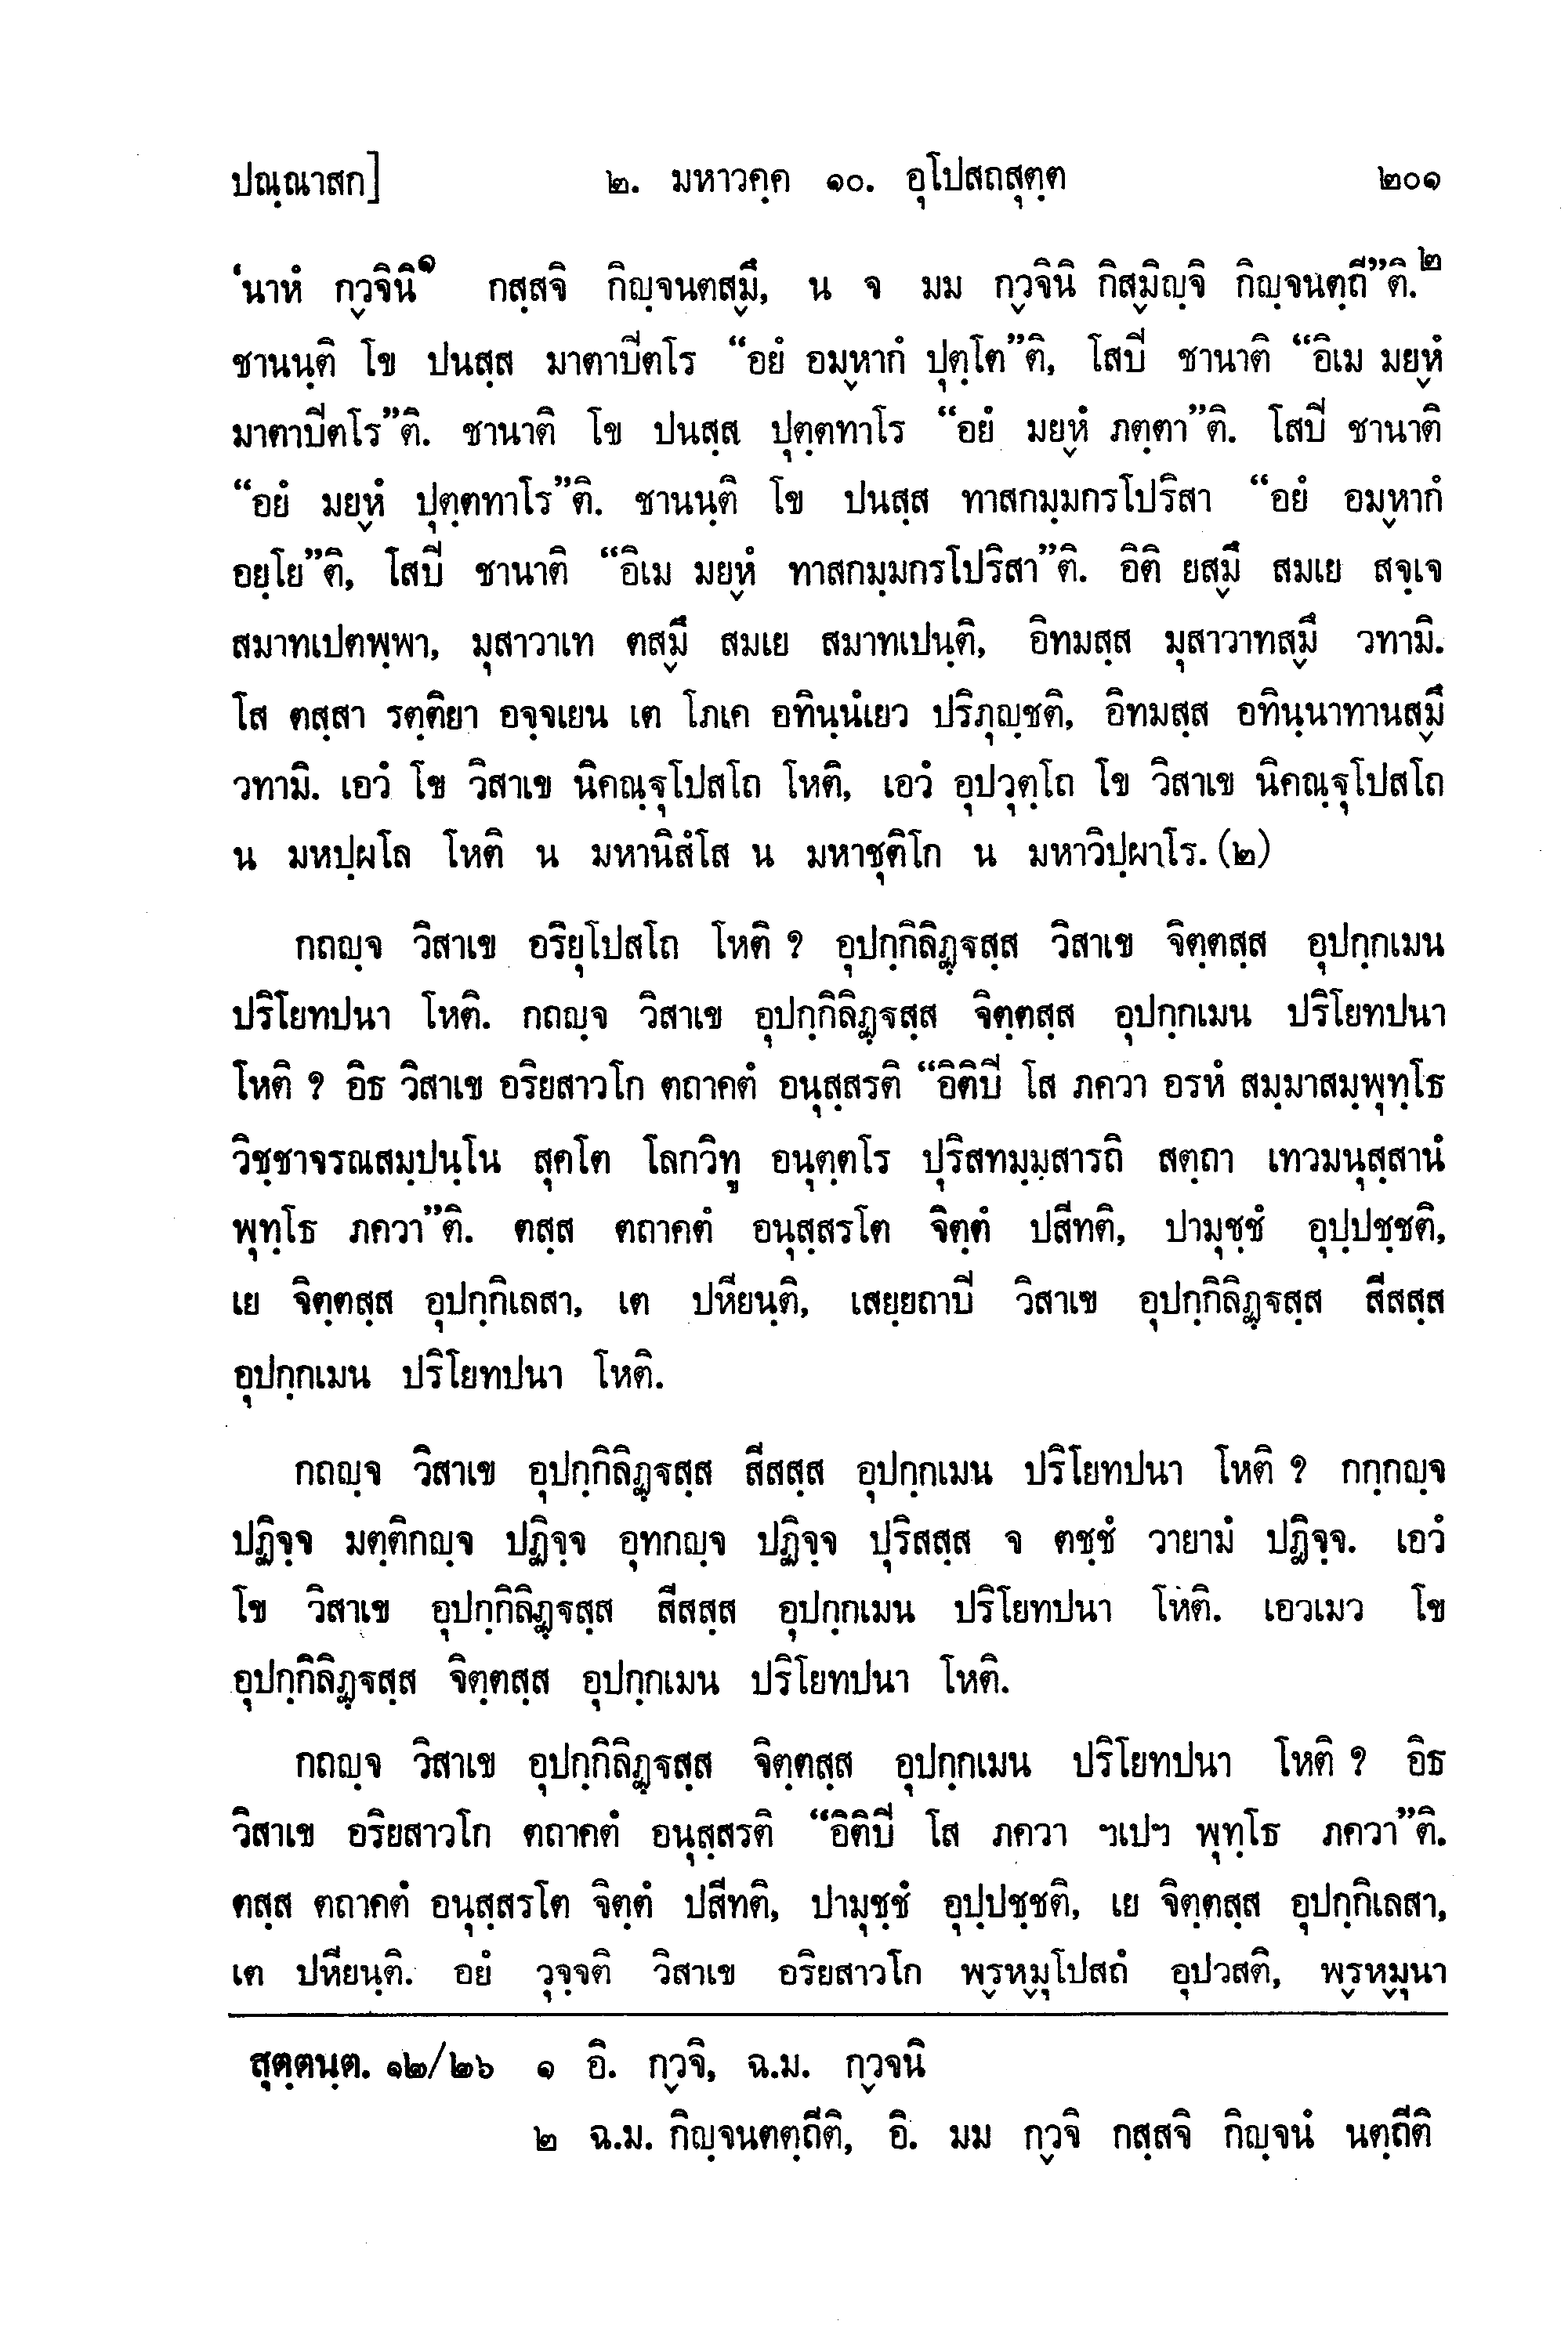 ปณฺณาสก]  ๒. มหาวคฺค ๑๐. อุโปสถสุตฺต  ๒๐๑
‘นาหํ กฺวจินิ๑ กสฺสจิ กิญฺจนตสฺมึ, น จ มม กฺวจินิ กิสฺมิญฺจิ กิญฺจนตฺถี”ติ.๒
ชานนฺติ โข ปนสฺส มาตาปิตโร “อยํ อมฺหากํ ปุตฺโต”ติ, โสปิ ชานาติ “อิเม มยฺหํ
มาตาปิตโร”ติ. ชานาติ โข ปนสฺส ปุตฺตทาโร “อยํ มยฺหํ ภตฺตา”ติ. โสปิ ชานาติ
“อยํ มยฺหํ ปุตฺตทาโร”ติ. ชานนฺติ โข ปนสฺส ทาสกมฺมกรโปริสา “อยํ อมฺหากํ
อยฺโย”ติ, โสปิ ชานาติ “อิเม มยฺหํ ทาสกมฺมกรโปริสา”ติ. อิติ ยสฺมึ สมเย สจฺเจ
สมาทเปตพฺพา, มุสาวาเท ตสฺมึ สมเย สมาทเปนฺติ, อิทมสฺส มุสาวาทสฺมึ วทามิ.
โส ตสฺสา รตฺติยา อจฺจเยน เต โภเค อทินฺนํเยว ปริภุญฺชติ, อิทมสฺส อทินฺนาทานสฺมึ
วทามิ. เอวํ โข วิสาเข นิคณฺฐุโปสโถ โหติ, เอวํ อุปวุตฺโถ โข วิสาเข นิคณฺฐุโปสโถ
น มหปฺผโล โหติ น มหานิสํโส น มหาชุติโก น มหาวิปฺผาโร. (๒)
กถญฺจ วิสาเข อริยุโปสโถ โหติ ? อุปกฺกิลิฏฺฐสฺส วิสาเข จิตฺตสฺส อุปกฺกเมน
ปริโยทปนา โหติ. กถญฺจ วิสาเข อุปกฺกิลิฏฺฐสฺส จิตฺตสฺส อุปกฺกเมน ปริโยทปนา
โหติ ? อิธ วิสาเข อริยสาวโก ตถาคตํ อนุสฺสรติ “อิติปิ โส ภควา อรหํ สมฺมาสมฺพุทฺโธ
วิชฺชาจรณสมฺปนฺโน สุคโต โลกวิทู อนุตฺตโร ปุริสทมฺมสารถิ สตฺถา เทวมนุสฺสานํ
พุทฺโธ ภควา”ติ. ตสฺส ตถาคตํ อนุสฺสรโต จิตฺตํ ปสีทติ, ปามุชฺชํ อุปฺปชฺชติ,
เย จิตฺตสฺส อุปกฺกิเลสา, เต ปหียนฺติ, เสยฺยถาปิ วิสาเข อุปกฺกิลิฏฺฐสฺส สีสสฺส
อุปกฺกเมน ปริโยทปนา โหติ.
กถญฺจ วิสาเข อุปกฺกิลิฏฺฐสฺส สีสสฺส อุปกฺกเมน ปริโยทปนา โหติ ? กกฺกญฺจ
ปฏิจฺจ มตฺติกญฺจ ปฏิจฺจ อุทกญฺจ ปฏิจฺจ ปุริสสฺส จ ตชฺชํ วายามํ ปฏิจฺจ. เอวํ
โข วิสาเข อุปกฺกิลิฏฺฐสฺส สีสสฺส อุปกฺกเมน ปริโยทปนา โหติ. เอวเมว โข
อุปกฺกิลิฏฺฐสฺส จิตฺตสฺส อุปกฺกเมน ปริโยทปนา โหติ.
กถญฺจ วิสาเข อุปกฺกิลิฏฺฐสฺส จิตฺตสฺส อุปกฺกเมน ปริโยทปนา โหติ ? อิธ
วิสาเข อริยสาวโก ตถาคตํ อนุสฺสรติ “อิติปิ โส ภควา ฯเปฯ พุทฺโธ ภควา”ติ.
ตสฺส ตถาคตํ อนุสฺสรโต จิตฺตํ ปสีทติ, ปามุชฺชํ อุปฺปชฺชติ, เย จิตฺตสฺส อุปกฺกิเลสา,
เต ปหียนฺติ. อยํ วุจฺจติ วิสาเข อริยสาวโก พฺรหฺมุโปสถํ อุปวสติ, พฺรหฺมุนา
สุตฺตนฺต. ๑๒/๒๖ ๑ อิ. กฺวจิ, ฉ.ม. กฺวจนิ
๒ ฉ.ม. กิญฺจนตตฺถีติ, อิ. มม กฺวจิ กสฺสจิ กิญฺจนํ นตฺถีติ